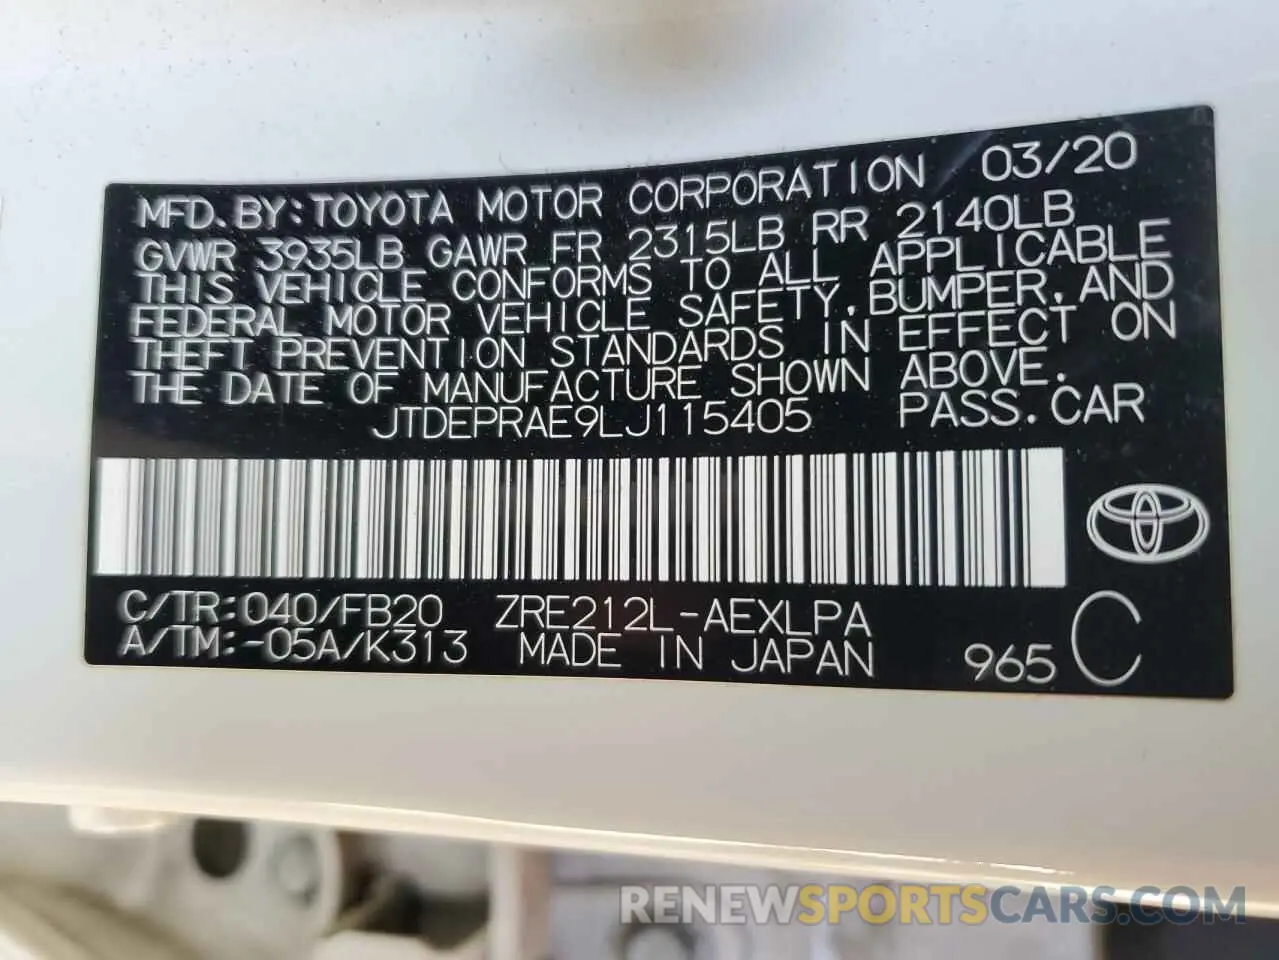 MFD. BY: TOYOTA MOTOR CORPORATION 03/20
GVWR 3935LB GAWR FR 2315LB RR 2140LB
THIS VEHICLE CONFORMS TO ALL APPLICABLE
FEDERAL MOTOR VEHICLE SAFETY, BUMPER, AND
THEFT PREVENTION STANDARDS IN EFFECT ON
THE DATE OF MANUFACTURE SHOWN ABOVE.
JTDEPRAE9LJ115405 PASS. CAR
C/TR:040/FB20 ZRE212L-AEXLPA
A/TM:-05A/K313 MADE IN JAPAN 965 C
RENEWSPORTSCARS.COM